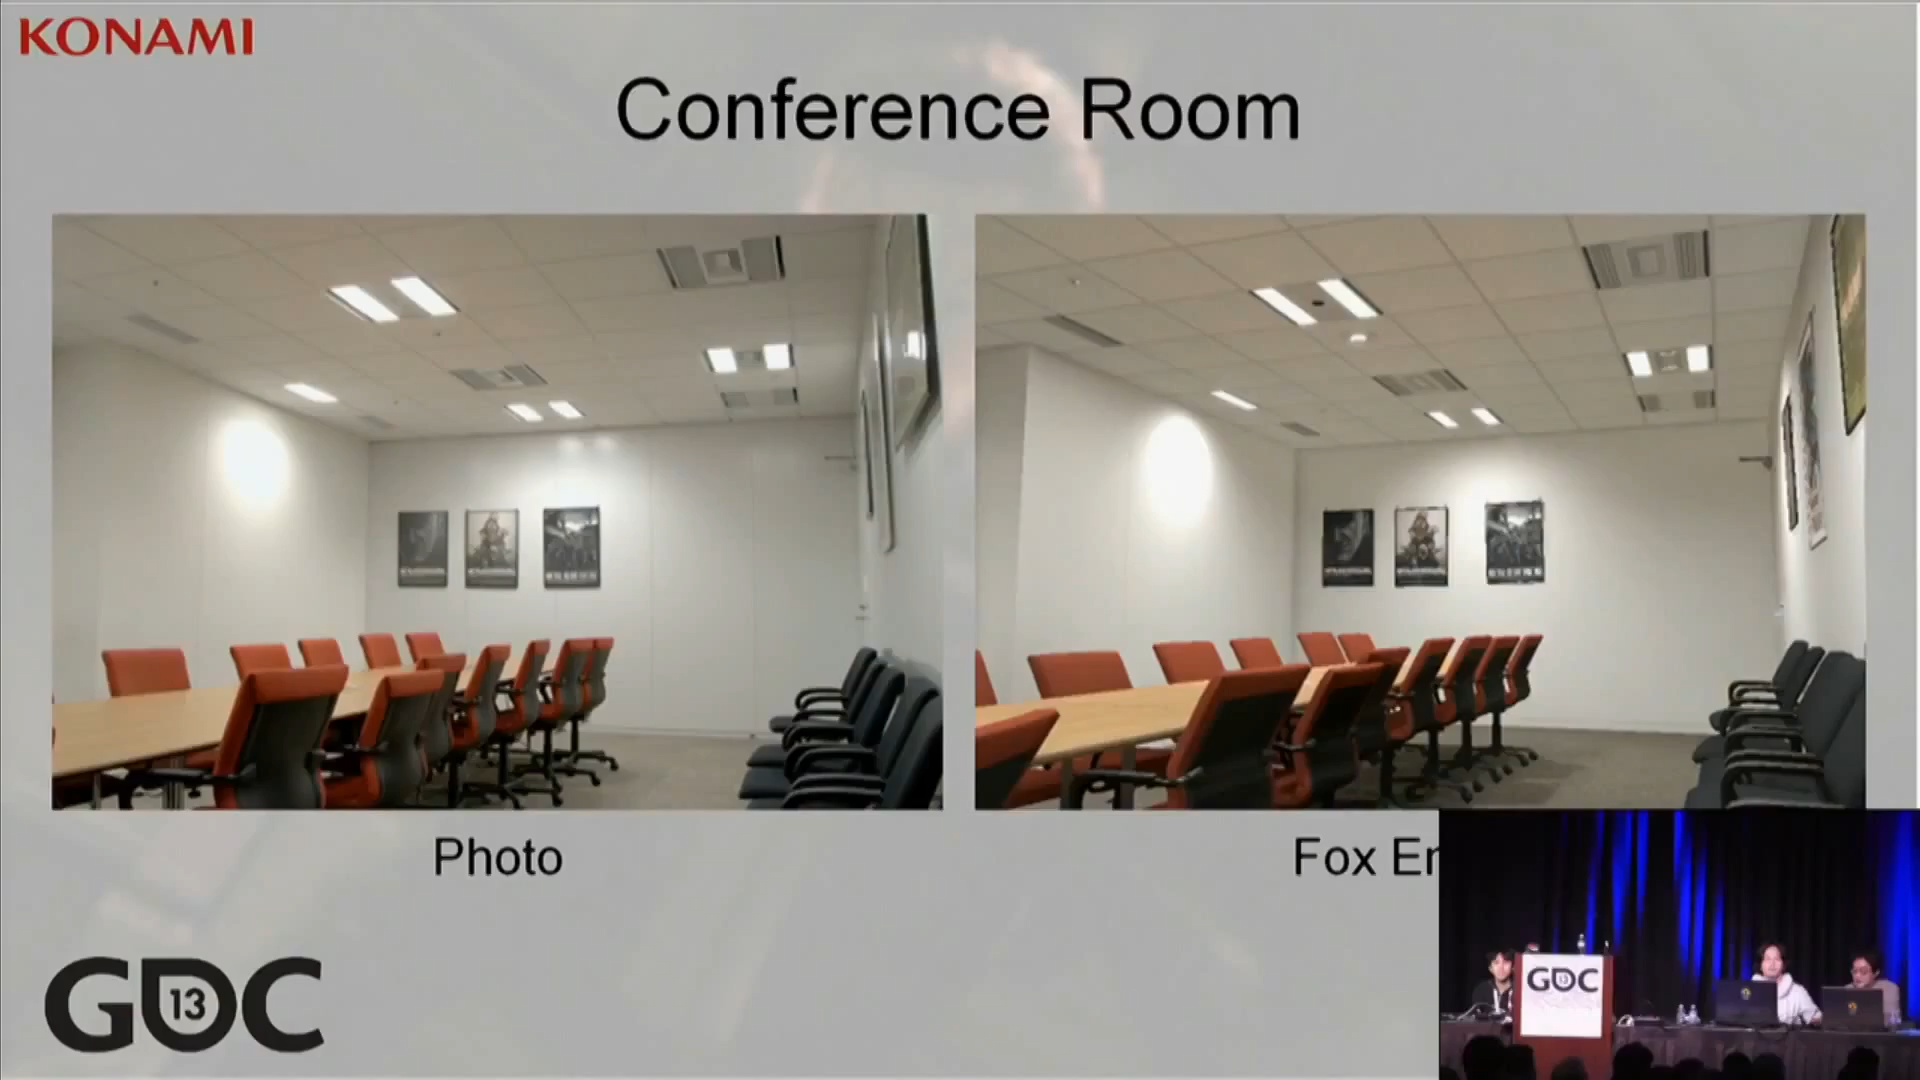 KONAMI
Conference Room
Photo
Fox En
GDC
13
GDC
13